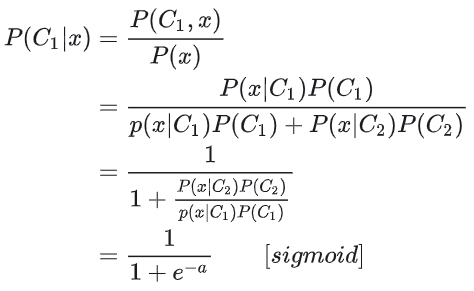 P(C_1|x) = \frac{P(C_1, x)}{P(x)}
= \frac{P(x|C_1)P(C_1)}{p(x|C_1)P(C_1) + P(x|C_2)P(C_2)}
= \frac{1}{1 + \frac{P(x|C_2)P(C_2)}{p(x|C_1)P(C_1)}}
= \frac{1}{1 + e^{-a}} [sigmoid]